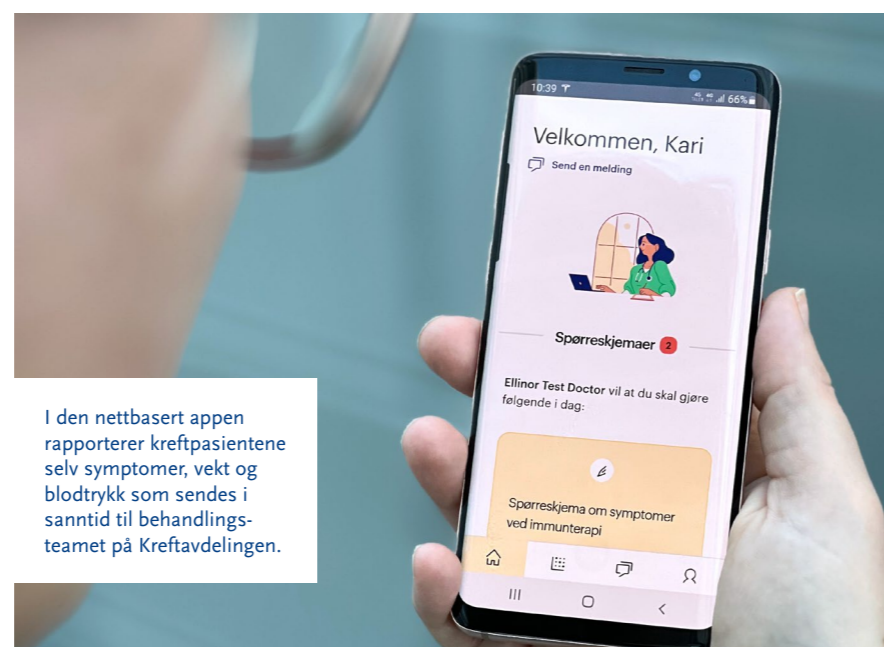 10:39
66%
Velkommen, Kari
Send en melding
Spørreskjemaer 2
Ellinor Test Doctor vil at du skal gjøre
følgende i dag:
Spørreskjema om symptomer
ved immunterapi
I den nettbasert appen
rapporterer kreftpasientene
selv symptomer, vekt og
blodtrykk som sendes i
sanntid til behandlings-
teamet på Kreftavdelingen.